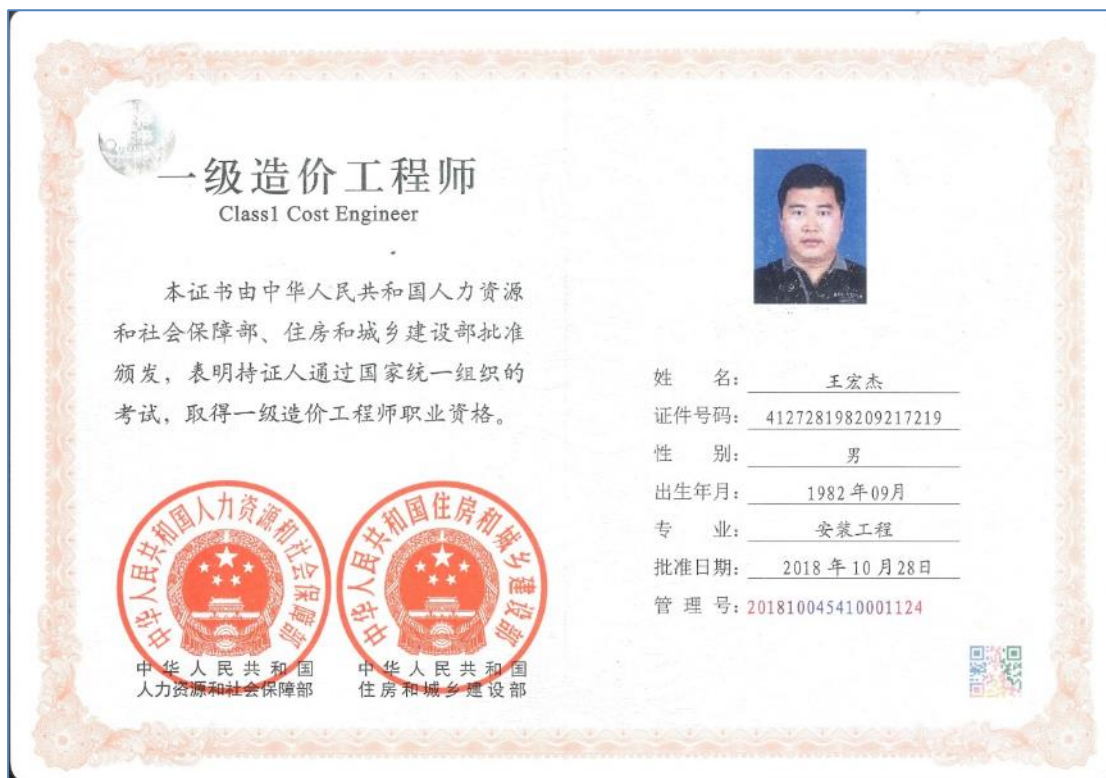 一级造价工程师
Class1 Cost Engineer
本证书由中华人民共和国人力资源
和社会保障部、住房和城乡建设部批准
颁发，表明持证人通过国家统一组织的
考试，取得一级造价工程师职业资格。
中华人民共和国人力资源和社会保障部
中华人民共和国住房和城乡建设部
中华人民共和国
人力资源和社会保障部
中华人民共和国
住房和城乡建设部
姓 名：王宏杰
证件号码：412728198209217219
性 别：男
出生年月：1982年09月
专 业：安装工程
批准日期：2018年10月28日
管 理 号：201810045410001124